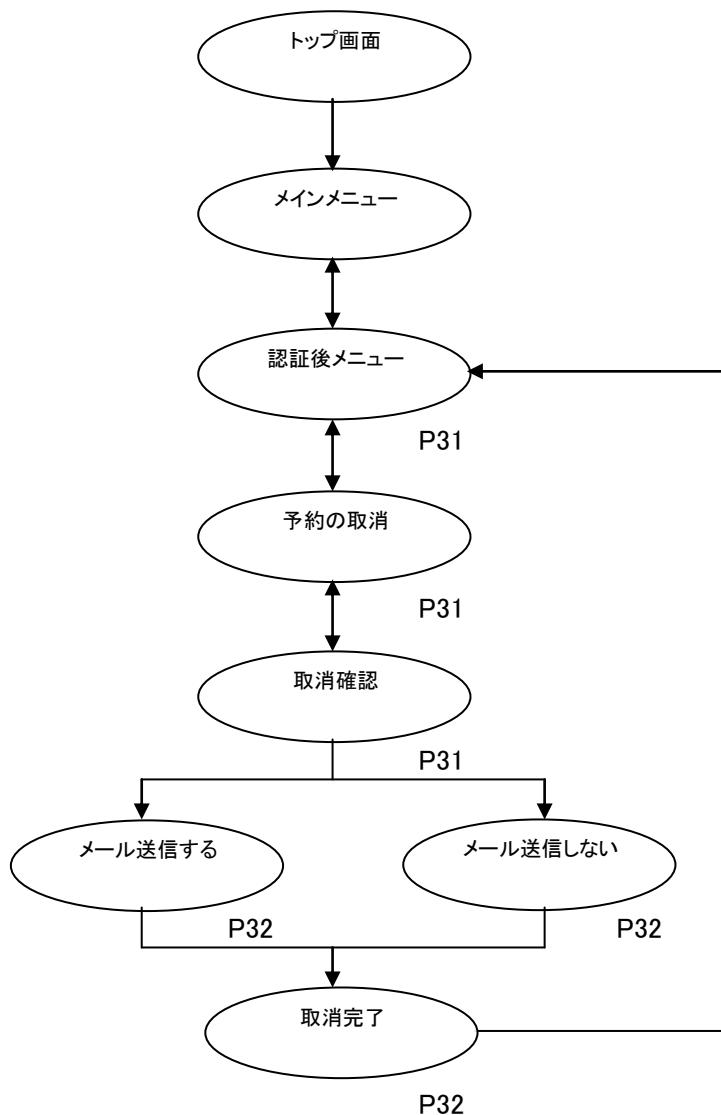 トップ画面
メインメニュー
認証後メニュー
P31
予約の取消
P31
取消確認
P31
メール送信する
メール送信しない
P32
P32
取消完了
P32